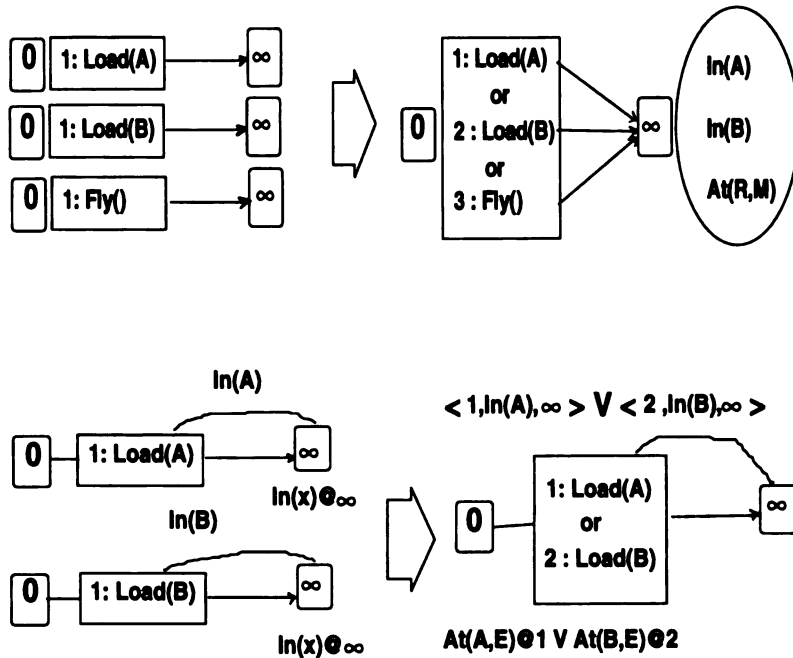 0 1: Load(A) ∞
0 1: Load(B) ∞
0 1: Fly() ∞
0
1: Load(A)
or
2 : Load(B)
or
3 : Fly()
∞
In(A)
In(B)
At(R,M)
In(A)
0 1: Load(A) ∞
In(x)@∞
In(B)
0 1: Load(B) ∞
In(x)@∞
< 1,In(A),∞ > V < 2 ,In(B),∞ >
0
1: Load(A)
or
2 : Load(B)
∞
At(A,E)@1 V At(B,E)@2